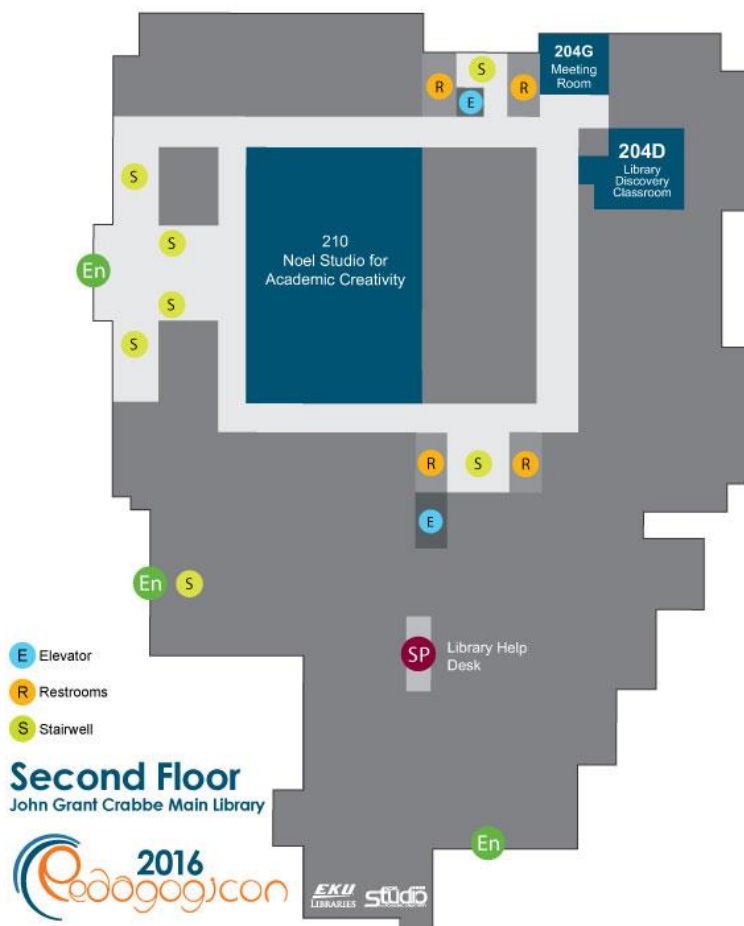 204G
Meeting
Room
S
R
R
E
204D
Library
Discovery
Classroom
S
S
210
Noel Studio for
Academic Creativity
En
S
S
R
S
R
E
En
S
SP
Library Help
Desk
E Elevator
R Restrooms
S Stairwell
Second Floor
John Grant Crabbe Main Library
En
2016
Pedagogicon
EKU
LIBRARIES
studio